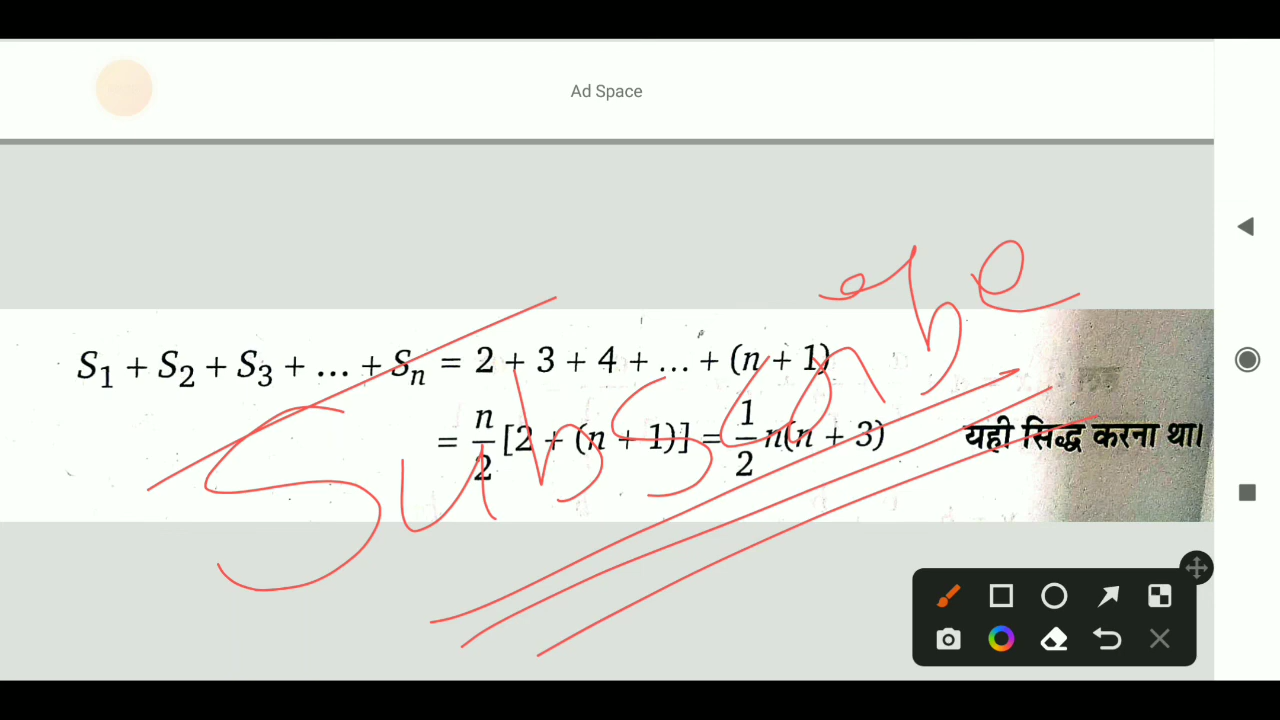 Ad Space
S₁ + S₂ + S₃ + ... + Sₙ = 2 + 3 + 4 + ... + (n + 1)
= n/2 [2 + (n + 1)] = 1/2 n(n + 3) यही सिद्ध करना था।
Subscribe